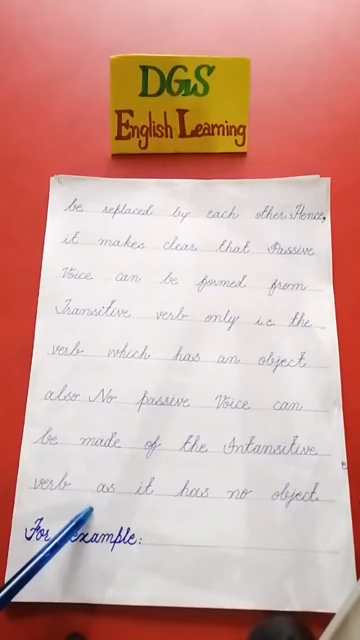 DGS
English Learning
be replaced by each other. Hence,
it makes clear that Passive
Voice can be formed from
Transitive verb only i.e. the
verb which has an object
also No passive Voice can
be made of the Intansitive
verb as it has no object.
For example: